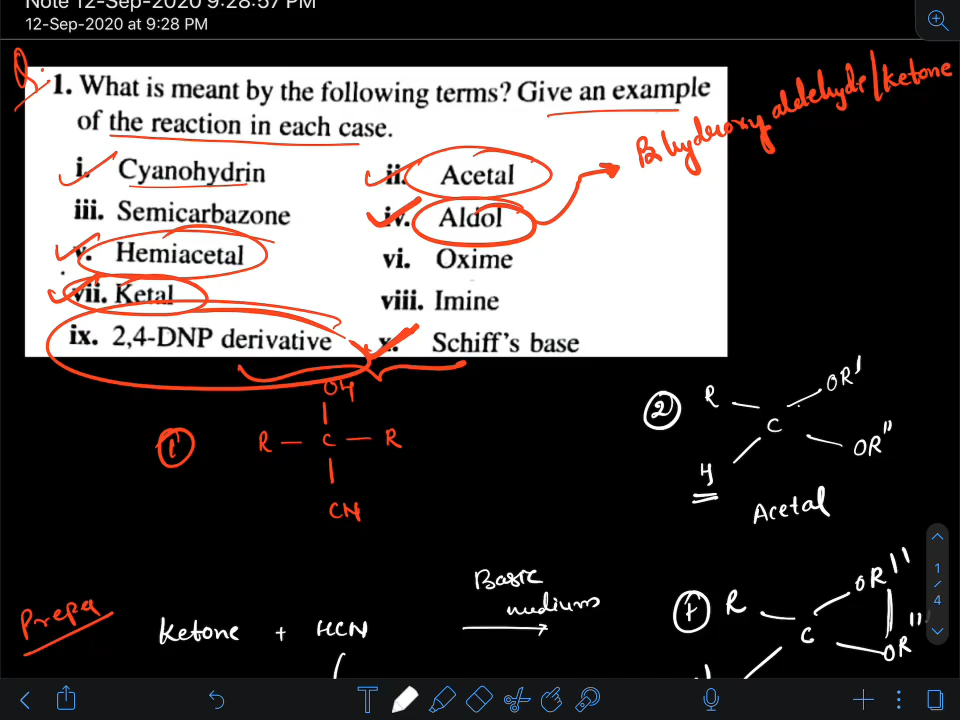 Note 12-Sep-2020 9:28:57 PM
12-Sep-2020 at 9:28 PM
Q.
1. What is meant by the following terms? Give an example
of the reaction in each case.
i. Cyanohydrin ii. Acetal
iii. Semicarbazone iv. Aldol
v. Hemiacetal vi. Oxime
vii. Ketal viii. Imine
ix. 2,4-DNP derivative x. Schiff's base
β hydroxy aldehyde/ketone
①
OH
R — C — R
CN
②
R OR'
C
H OR''
Acetal
Prepa
Ketone + HCN
Basic
medium
⑦
R OR''
C
OR''
1
/
4
T